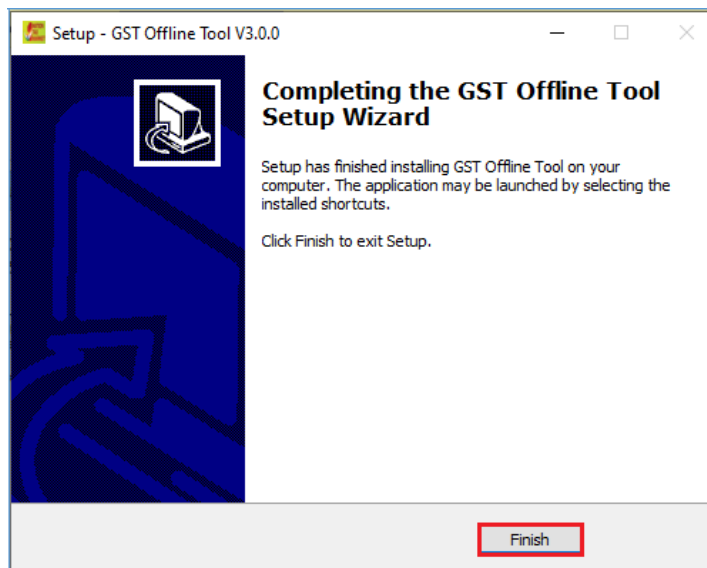 Setup - GST Offline Tool V3.0.0
Completing the GST Offline Tool
Setup Wizard
Setup has finished installing GST Offline Tool on your
computer. The application may be launched by selecting the
installed shortcuts.
Click Finish to exit Setup.
Finish